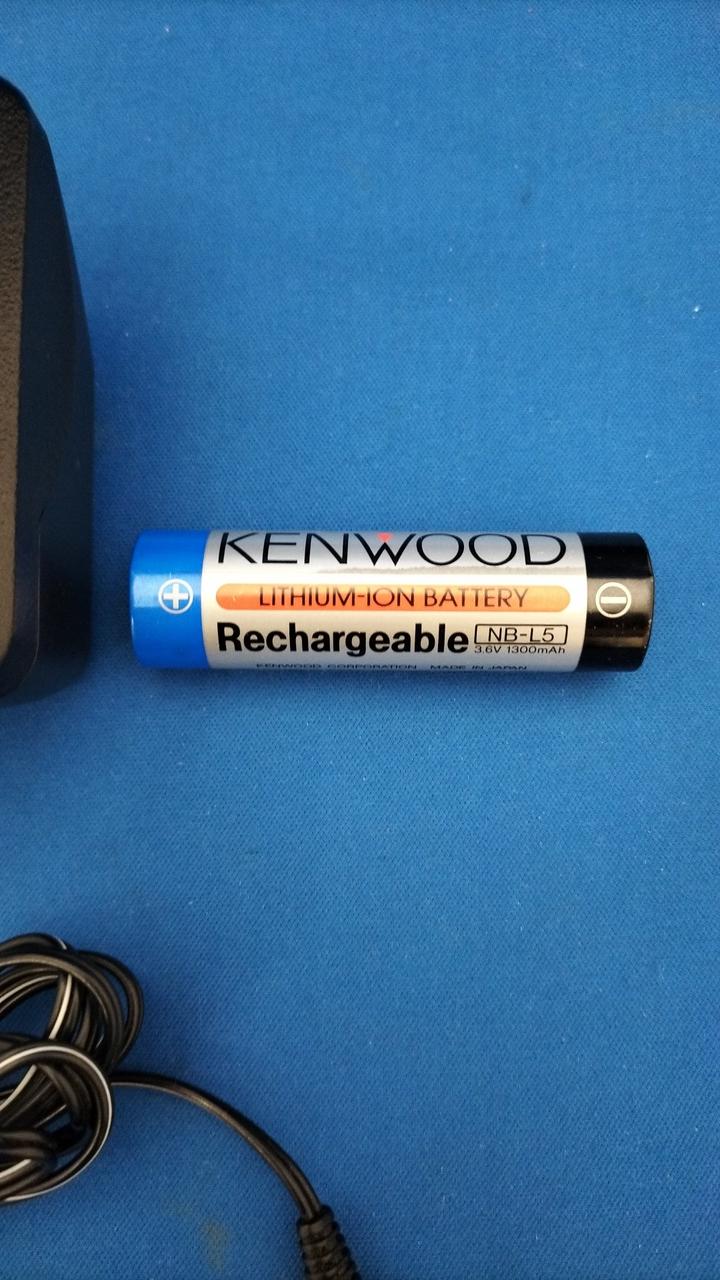 KENWOOD
LITHIUM-ION BATTERY
Rechargeable NB-L5
3.6V 1300mAh
KENWOOD CORPORATION MADE IN JAPAN